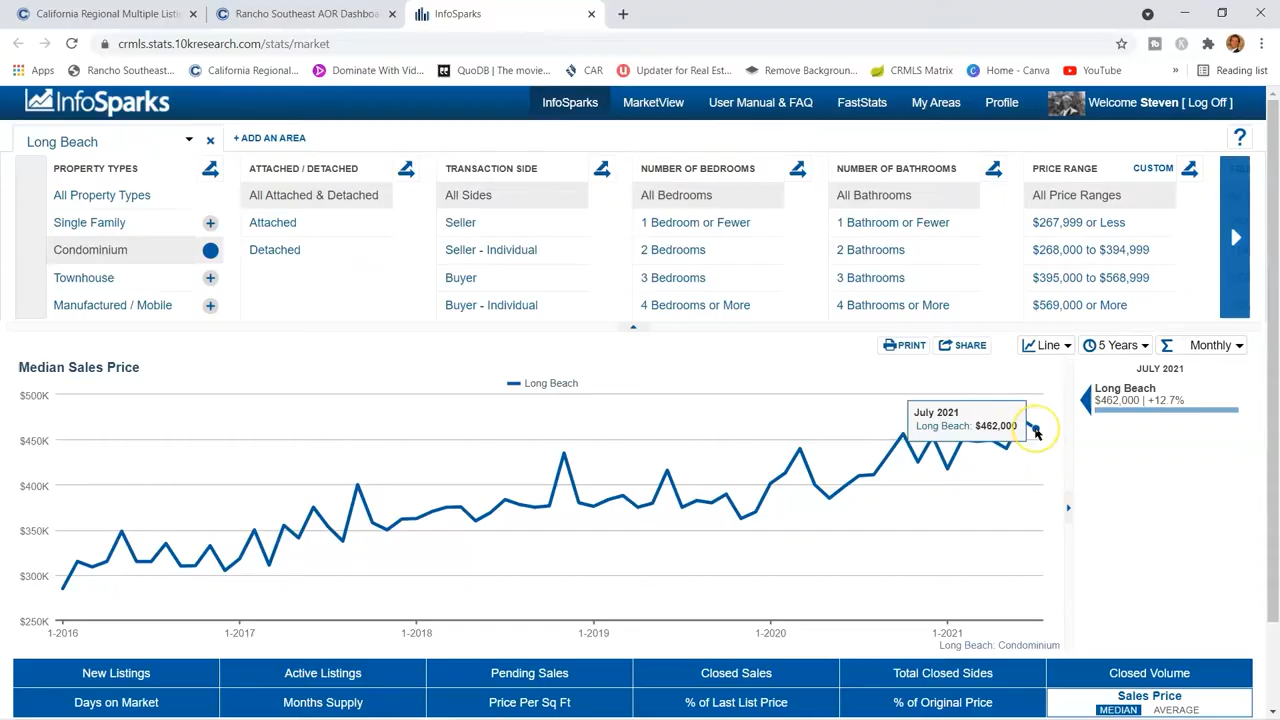 California Regional Multiple Listi
Rancho Southeast AOR Dashboa
InfoSparks
crmls.stats.10kresearch.com/stats/market
Apps
Rancho Southeast...
California Regional...
Dominate With Vid...
QuoDB | The movie...
CAR
Updater for Real Est...
Remove Backgroun...
CRMLS Matrix
Home - Canva
YouTube
»
Reading list
InfoSparks
InfoSparks
MarketView
User Manual & FAQ
FastStats
My Areas
Profile
Welcome Steven [ Log Off ]
Long Beach
+ ADD AN AREA
?
PROPERTY TYPES
All Property Types
Single Family
Condominium
Townhouse
Manufactured / Mobile
ATTACHED / DETACHED
All Attached & Detached
Attached
Detached
TRANSACTION SIDE
All Sides
Seller
Seller - Individual
Buyer
Buyer - Individual
NUMBER OF BEDROOMS
All Bedrooms
1 Bedroom or Fewer
2 Bedrooms
3 Bedrooms
4 Bedrooms or More
NUMBER OF BATHROOMS
All Bathrooms
1 Bathroom or Fewer
2 Bathrooms
3 Bathrooms
4 Bathrooms or More
PRICE RANGE CUSTOM
All Price Ranges
$267,999 or Less
$268,000 to $394,999
$395,000 to $568,999
$569,000 or More
PRINT
SHARE
Line
5 Years
Σ Monthly
Median Sales Price
Long Beach
$500K
$450K
$400K
$350K
$300K
$250K
1-2016
1-2017
1-2018
1-2019
1-2020
1-2021
July 2021
Long Beach: $462,000
Long Beach: Condominium
JULY 2021
Long Beach
$462,000 | +12.7%
New Listings
Active Listings
Pending Sales
Closed Sales
Total Closed Sides
Closed Volume
Days on Market
Months Supply
Price Per Sq Ft
% of Last List Price
% of Original Price
Sales Price
MEDIAN AVERAGE